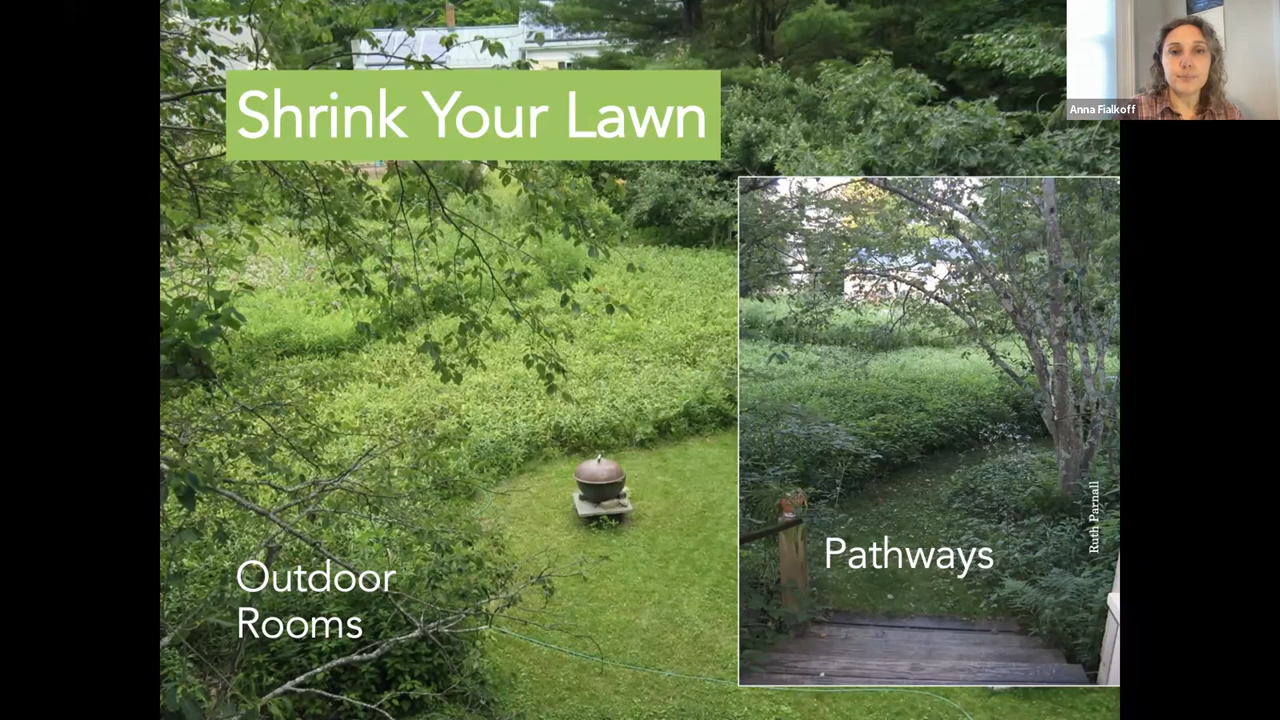 Shrink Your Lawn
Anna Fialkoff
Outdoor
Rooms
Pathways
Ruth Parnall